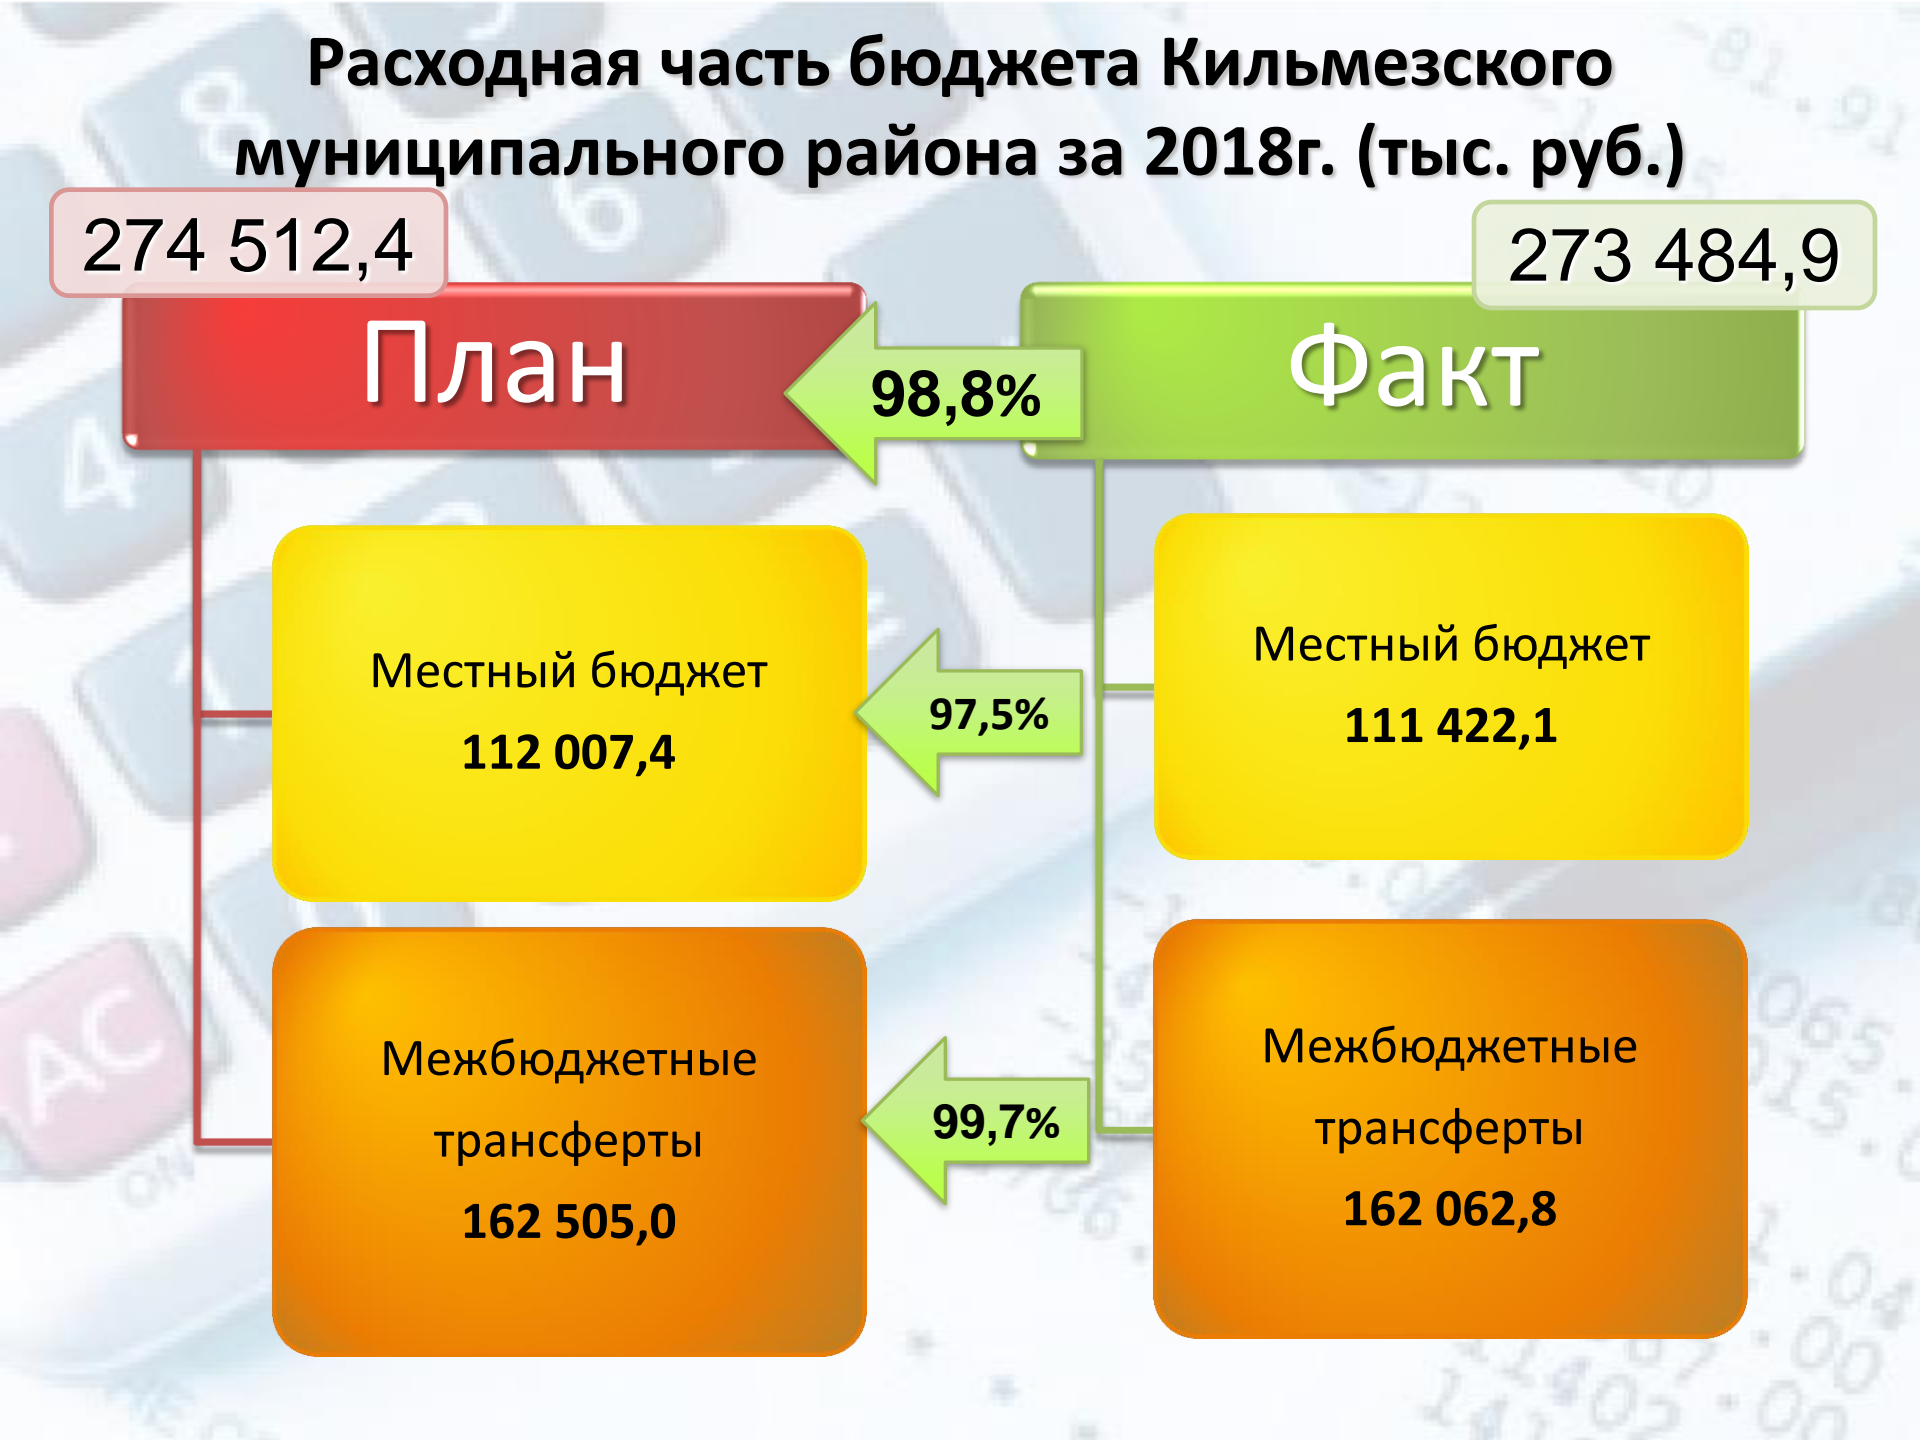 Расходная часть бюджета Кильмезского
муниципального района за 2018г. (тыс. руб.)
274 512,4
273 484,9
План
98,8%
Факт
Местный бюджет
112 007,4
97,5%
Местный бюджет
111 422,1
Межбюджетные
трансферты
162 505,0
99,7%
Межбюджетные
трансферты
162 062,8